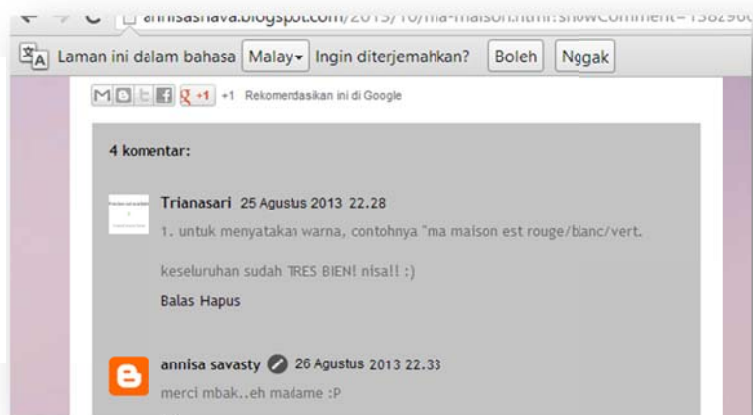 annisashava.blogspot.com/2013/10/ma-maison.html?showComment=138296
Laman ini dalam bahasa Malay Ingin diterjemahkan? Boleh Nggak
+1 +1 Rekomendasikan ini di Google
4 komentar:
Trianasari 25 Agustus 2013 22.28
1. untuk menyatakan warna, contohnya "ma maison est rouge/blanc/vert.
keseluruhan sudah TRES BIEN! nisa!! :)
Balas Hapus
annisa savasty 26 Agustus 2013 22.33
merci mbak..eh madame :P